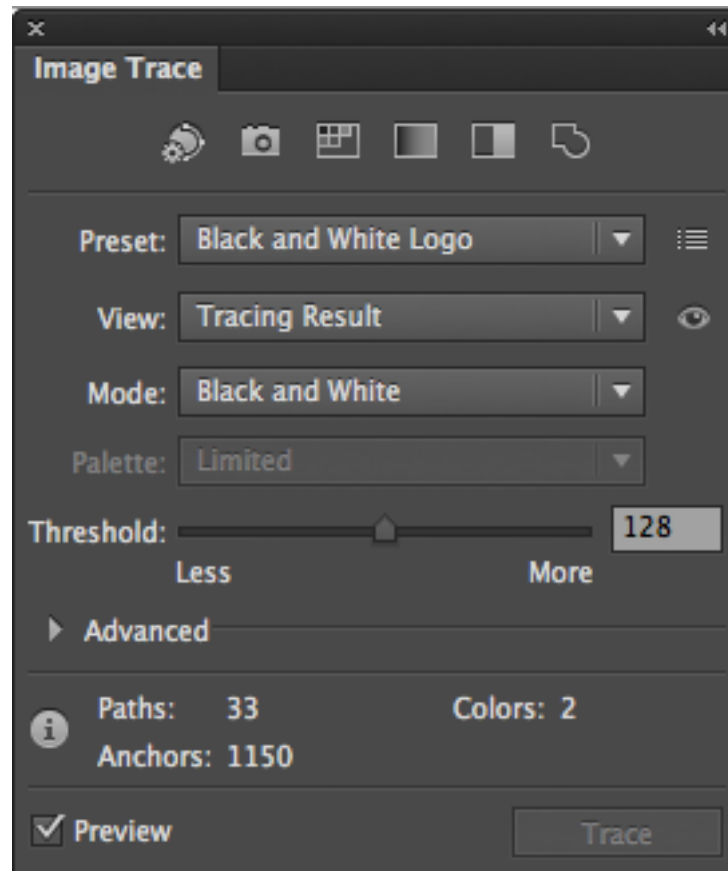 Image Trace
Preset: Black and White Logo
View: Tracing Result
Mode: Black and White
Palette: Limited
Threshold: 128
Less More
Advanced
Paths: 33 Colors: 2
Anchors: 1150
Preview Trace